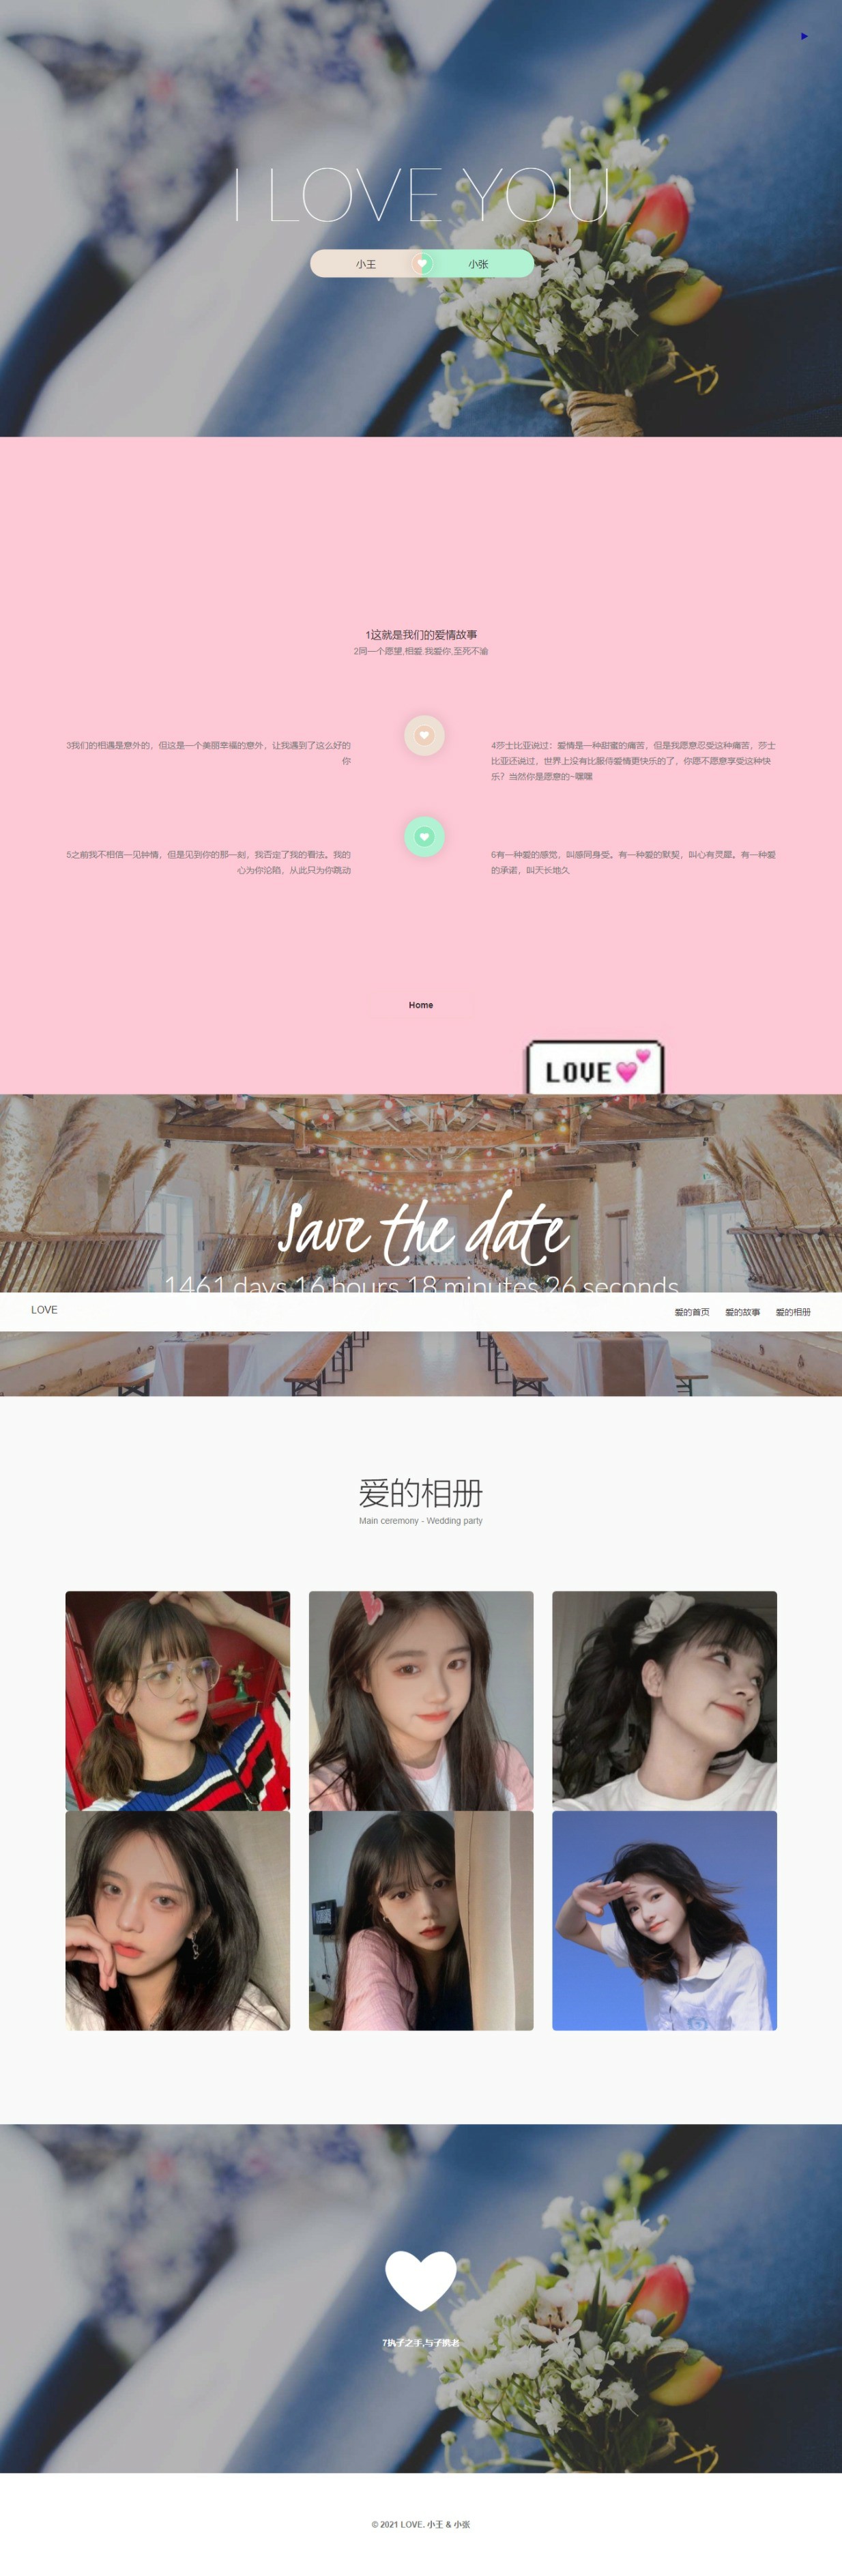 I LOVE YOU
小王 小张
1这就是我们的爱情故事
2同一个愿望,相爱.我爱你,至死不渝
3我们的相遇是意外的，但这是一个美丽幸福的意外，让我遇到了这么好的
你
4莎士比亚说过：爱情是一种甜蜜的痛苦，但是我愿意忍受这种痛苦，莎士
比亚还说过，世界上没有比服侍爱情更快乐的了，你愿不愿意享受这种快
乐？当然你是愿意的~嘿嘿
5之前我不相信一见钟情，但是见到你的那一刻，我否定了我的看法。我的
心为你沦陷，从此只为你跳动
6有一种爱的感觉，叫感同身受。有一种爱的默契，叫心有灵犀。有一种爱
的承诺，叫天长地久
Home
LOVE
Save the date
1461 days 16 hours 18 minutes 26 seconds
LOVE 爱的首页 爱的故事 爱的相册
爱的相册
Main ceremony - Wedding party
7执子之手,与子偕老
© 2021 LOVE. 小王 & 小张